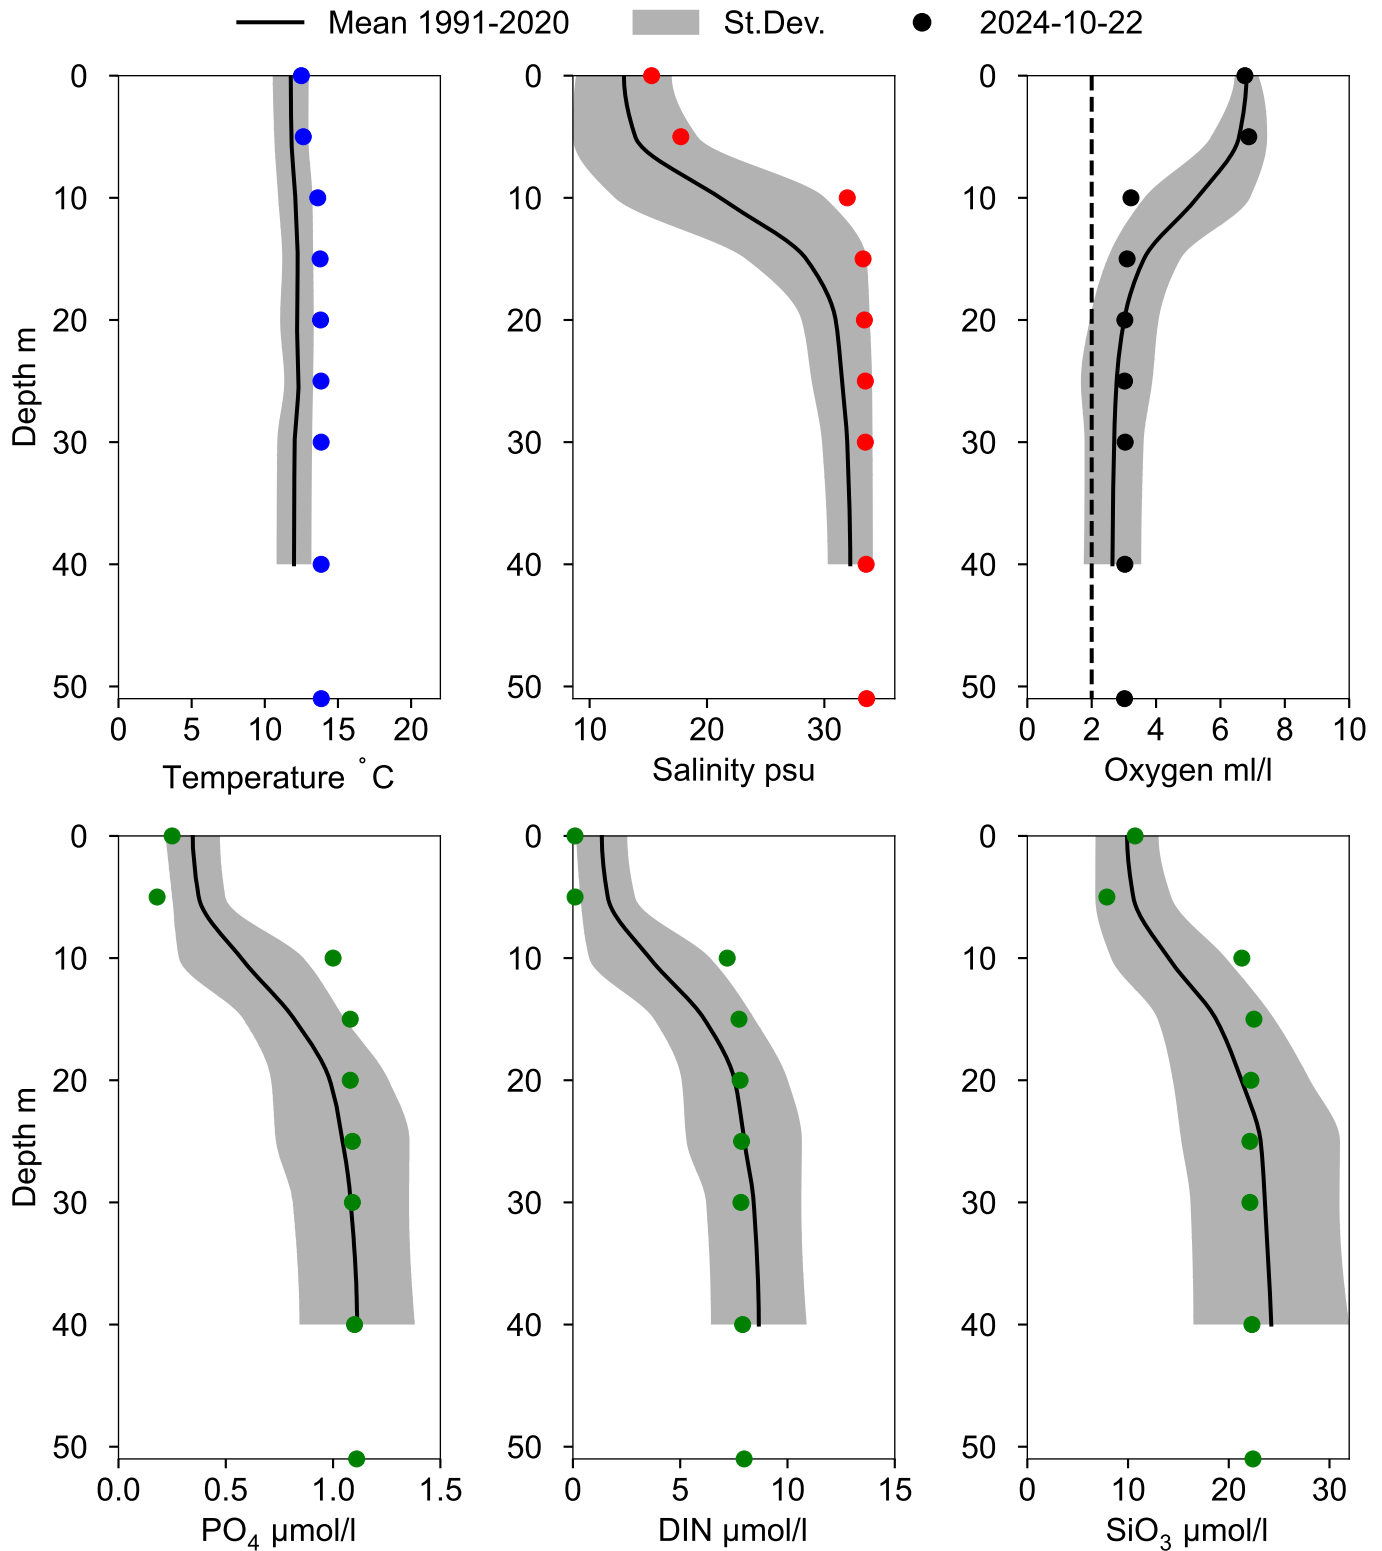 Mean 1991-2020 St.Dev. 2024-10-22
0 0 0
10 10 10
20 20 20
30 30 30
40 40 40
50 50 50
Depth m
0 5 10 15 20 10 20 30 0 2 4 6 8 10
Temperature °C Salinity psu Oxygen ml/l
0 0 0
10 10 10
20 20 20
30 30 30
40 40 40
50 50 50
Depth m
0.0 0.5 1.0 1.5 0 5 10 15 0 10 20 30
PO₄ µmol/l DIN µmol/l SiO₃ µmol/l